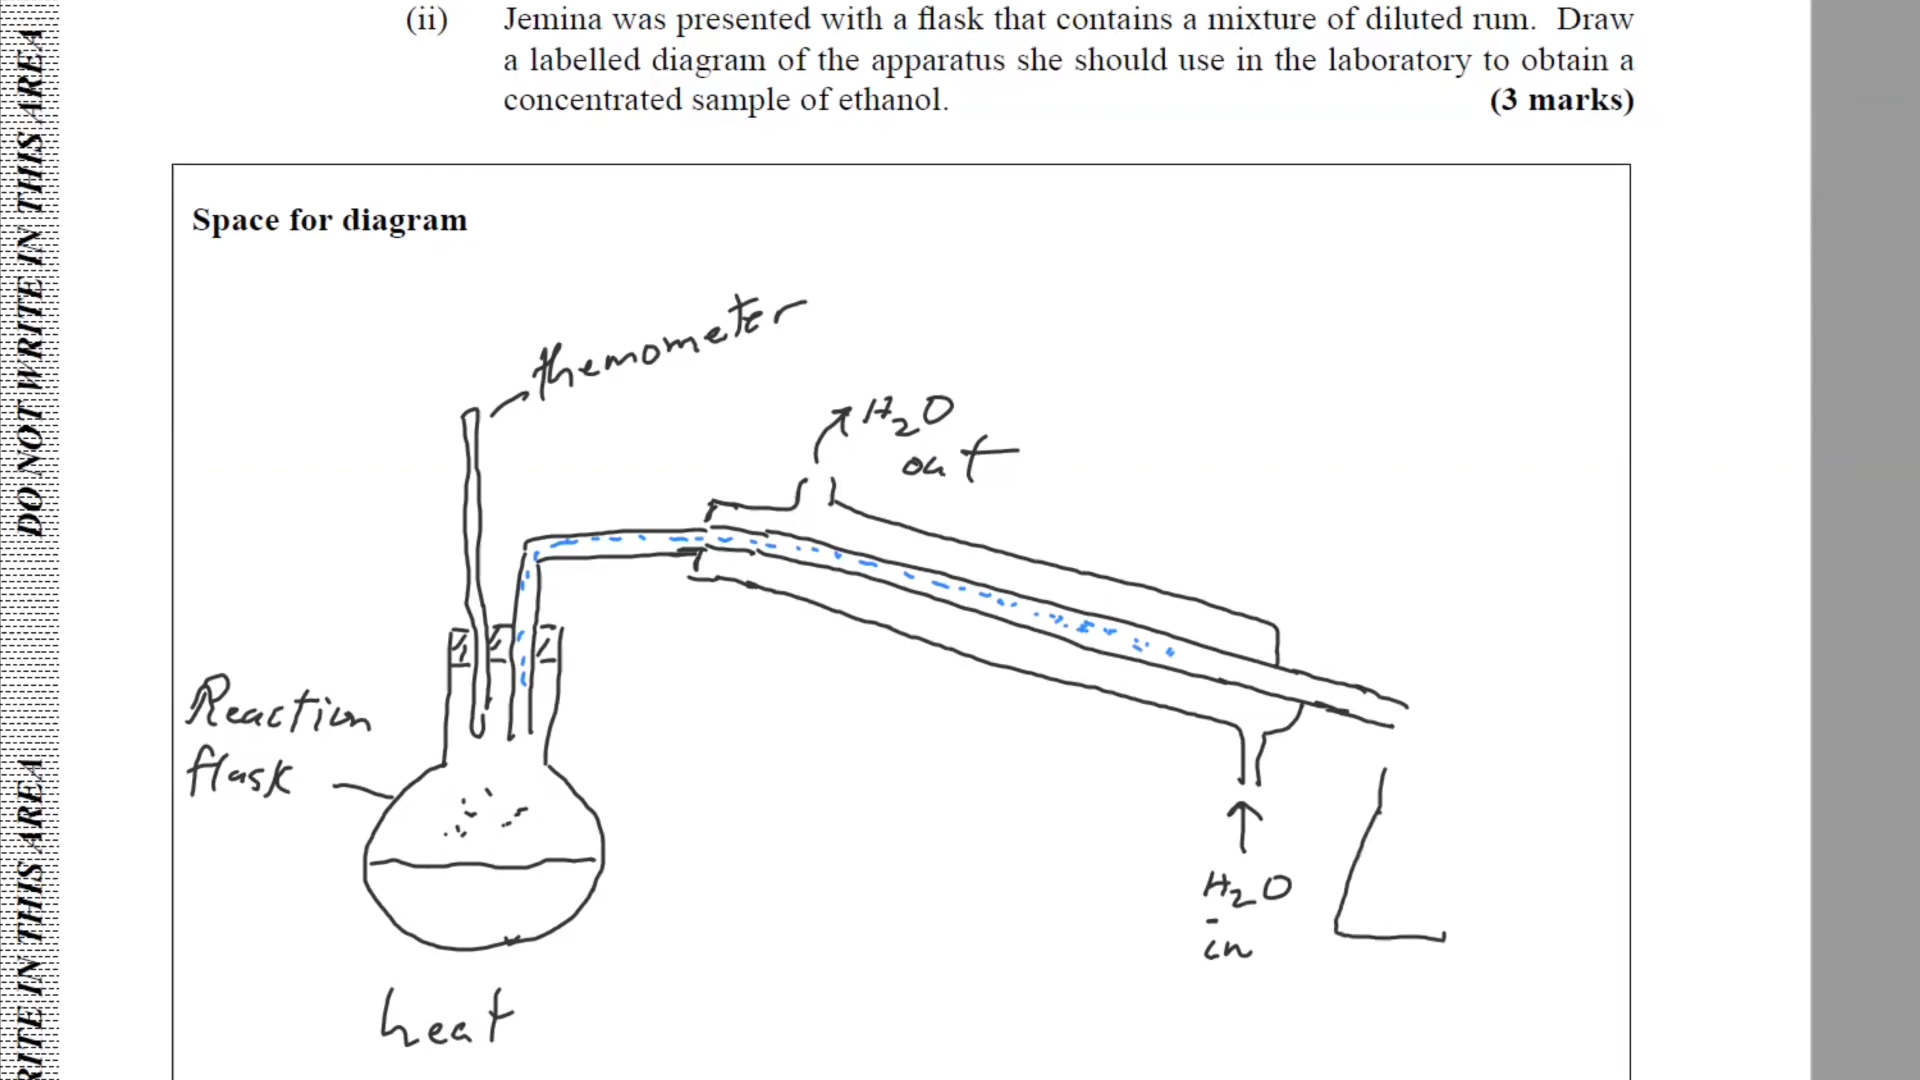 (ii) Jemina was presented with a flask that contains a mixture of diluted rum. Draw
a labelled diagram of the apparatus she should use in the laboratory to obtain a
concentrated sample of ethanol. (3 marks)
DO NOT WRITE IN THIS AREA
RITE IN THIS AREA
Space for diagram
themometer
H2O
out
Reaction
flask
H2O
in
heat